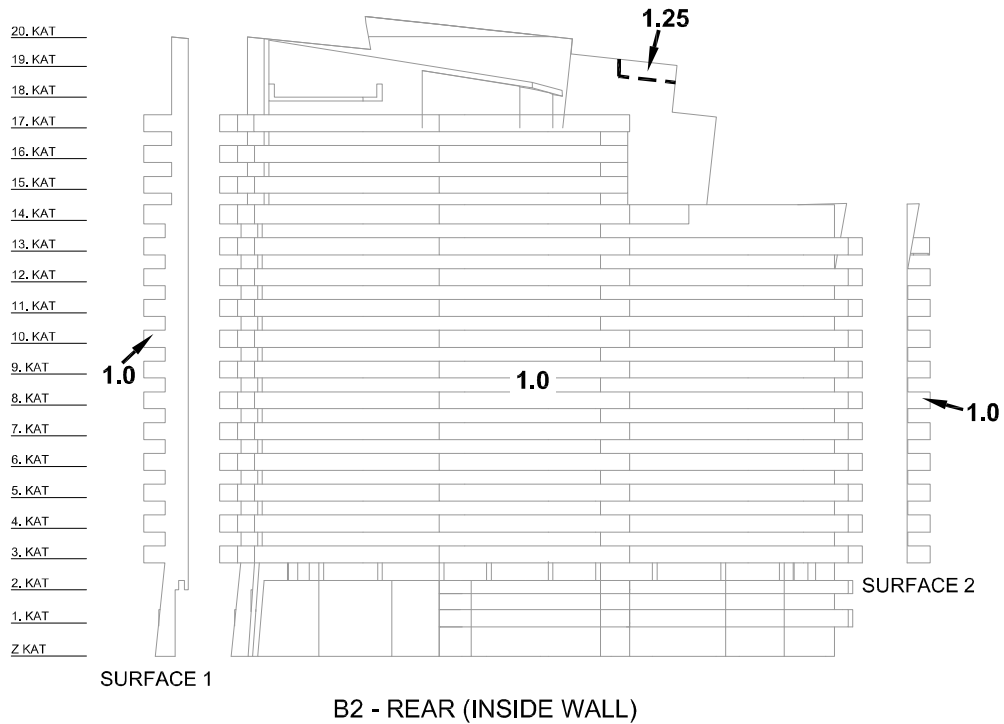 1.25
20. KAT
19. KAT
18. KAT
17. KAT
16. KAT
15. KAT
14. KAT
13. KAT
12. KAT
11. KAT
10. KAT
9. KAT
8. KAT
7. KAT
6. KAT
5. KAT
4. KAT
3. KAT
2. KAT
1. KAT
Z KAT
1.0
1.0
1.0
SURFACE 2
SURFACE 1
B2 - REAR (INSIDE WALL)